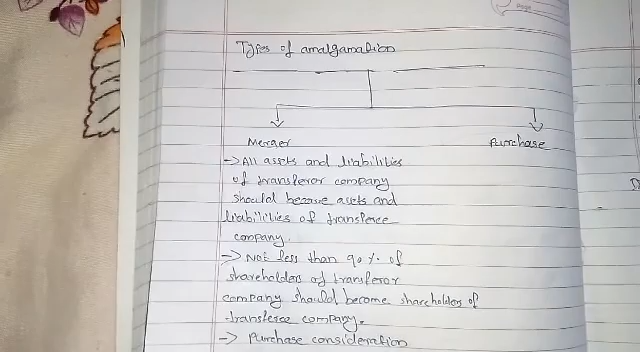 Types of amalgamation
Merger
Purchase
-> All assets and liabilities
of transferor company
should become assets and
liabilities of transferee
company.
-> Not less than 90% of
shareholders of transferor
company should become shareholders of
transferee company.
-> Purchase consideration